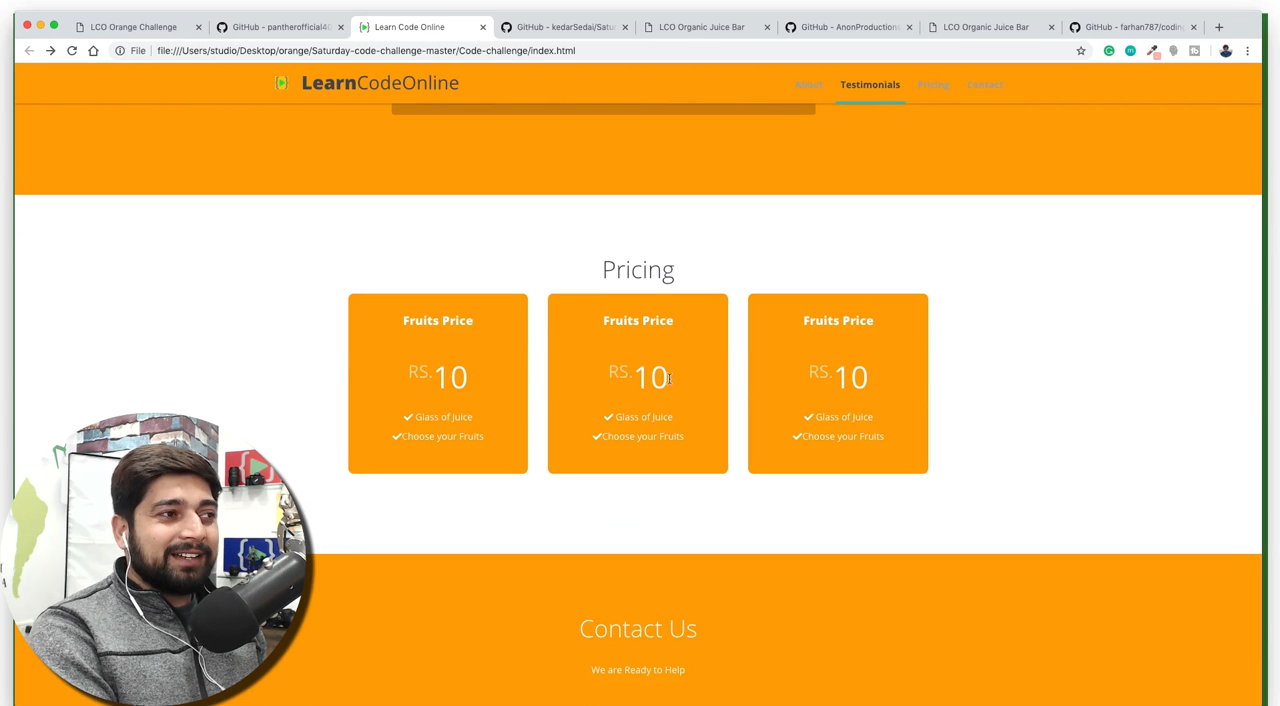 LCO Orange Challenge
GitHub - pantherofficial40
Learn Code Online
GitHub - kedarSedai/Satu
LCO Organic Juice Bar
GitHub - AnonProductions
LCO Organic Juice Bar
GitHub - farhan787/coding
File file:///Users/studio/Desktop/orange/Saturday-code-challenge-master/Code-challenge/index.html
LearnCodeOnline
About Testimonials Pricing Contact
Pricing
Fruits Price Fruits Price Fruits Price
RS.10 RS.10 RS.10
Glass of Juice Glass of Juice Glass of Juice
Choose your Fruits Choose your Fruits Choose your Fruits
Contact Us
We are Ready to Help